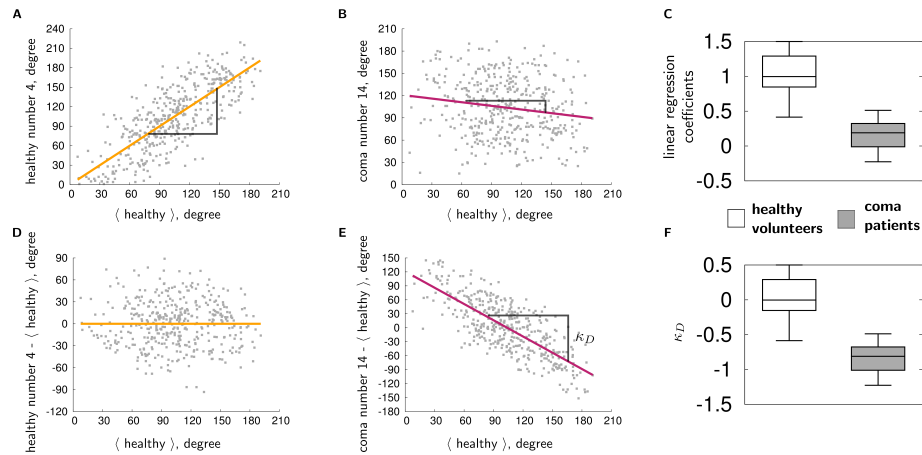 A
healthy number 4, degree
240
210
180
150
120
90
60
30
0
0 30 60 90 120 150 180 210
⟨ healthy ⟩, degree
B
coma number 14, degree
240
210
180
150
120
90
60
30
0
0 30 60 90 120 150 180 210
⟨ healthy ⟩, degree
C
linear regression
coefficients
1.5
1
0.5
0
-0.5
healthy
volunteers
coma
patients
D
healthy number 4 - ⟨ healthy ⟩, degree
90
60
30
0
-30
-60
-90
-120
0 30 60 90 120 150 180 210
⟨ healthy ⟩, degree
E
coma number 14 - ⟨ healthy ⟩, degree
150
120
90
60
30
0
-30
-60
-90
-120
-150
-180
κD
0 30 60 90 120 150 180 210
⟨ healthy ⟩, degree
F
κD
0.5
0
-0.5
-1
-1.5